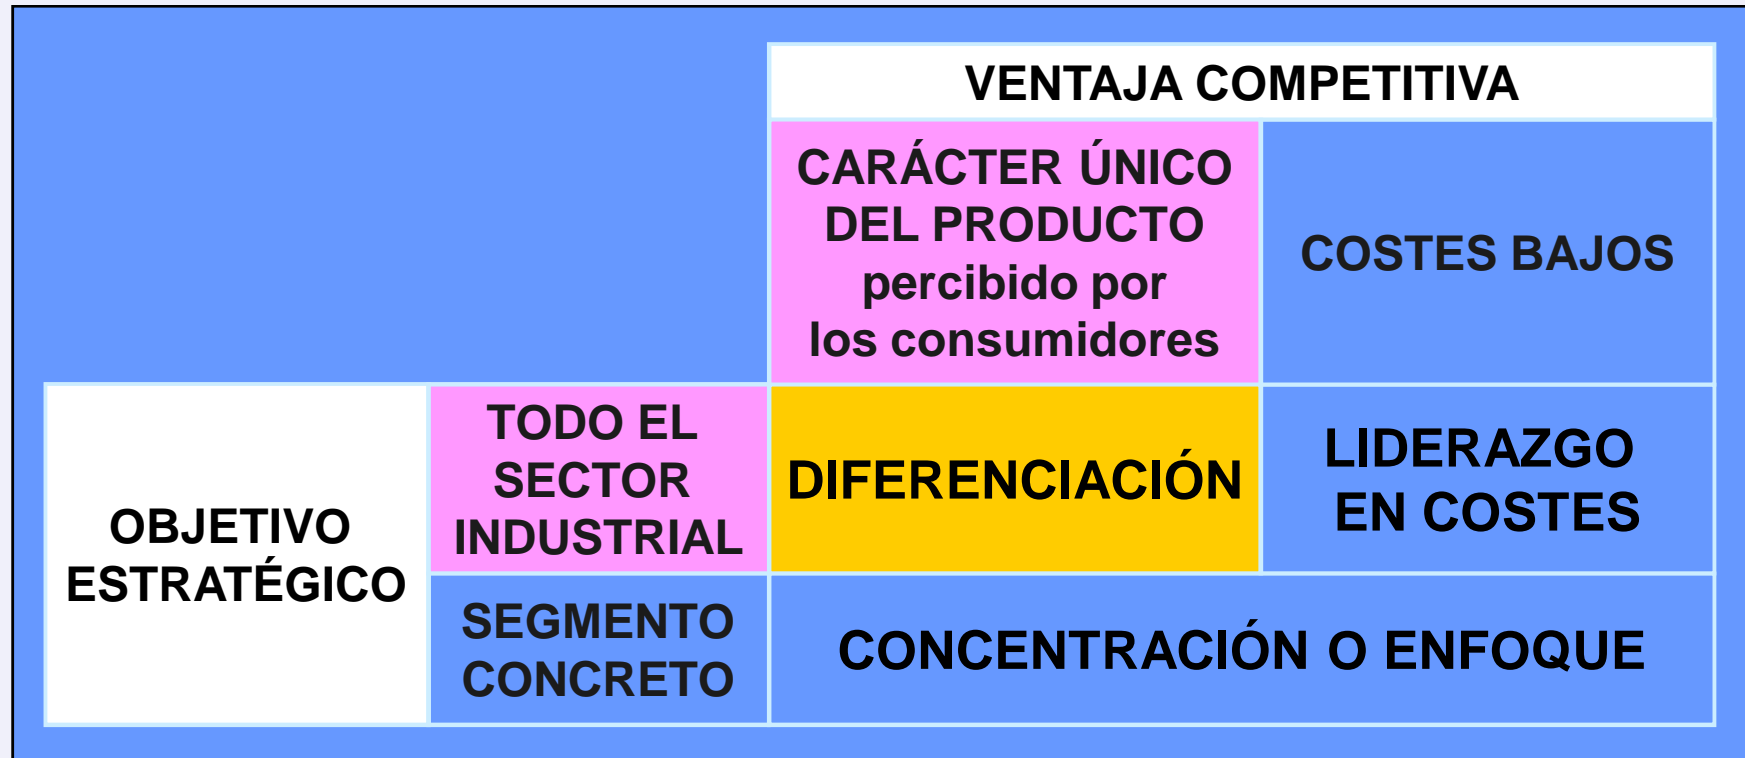 VENTAJA COMPETITIVA
CARÁCTER ÚNICO
DEL PRODUCTO
percibido por
los consumidores
COSTES BAJOS
OBJETIVO
ESTRATÉGICO
TODO EL
SECTOR
INDUSTRIAL
DIFERENCIACIÓN
LIDERAZGO
EN COSTES
SEGMENTO
CONCRETO
CONCENTRACIÓN O ENFOQUE